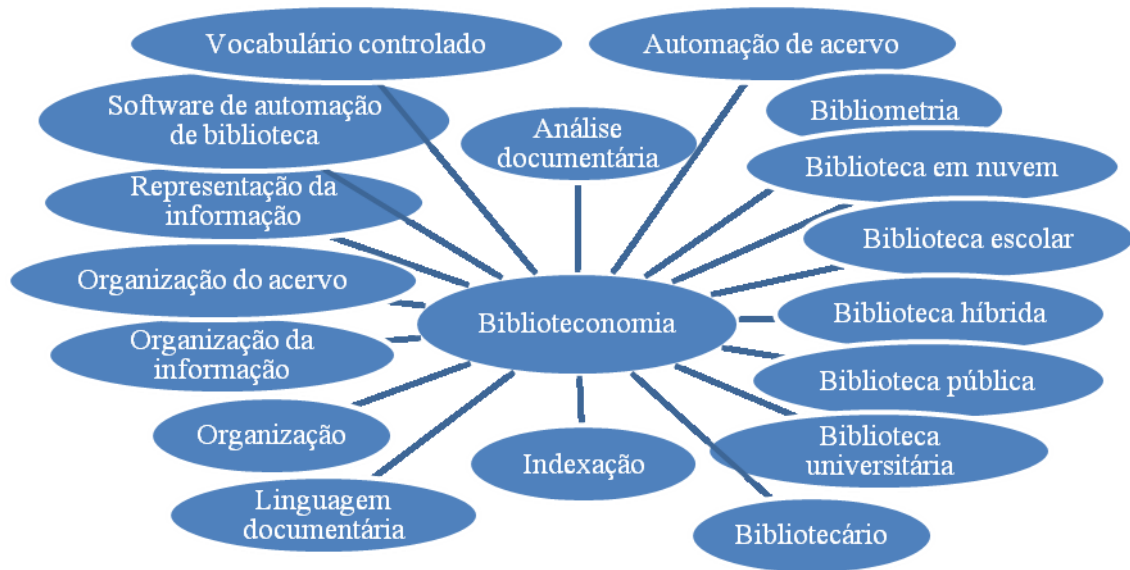 Vocabulário controlado
Automação de acervo
Software de automação
de biblioteca
Bibliometria
Análise
documentária
Biblioteca em nuvem
Representação da
informação
Biblioteca escolar
Organização do acervo
Biblioteconomia
Biblioteca híbrida
Organização da
informação
Biblioteca pública
Organização
Indexação
Biblioteca
universitária
Linguagem
documentária
Bibliotecário